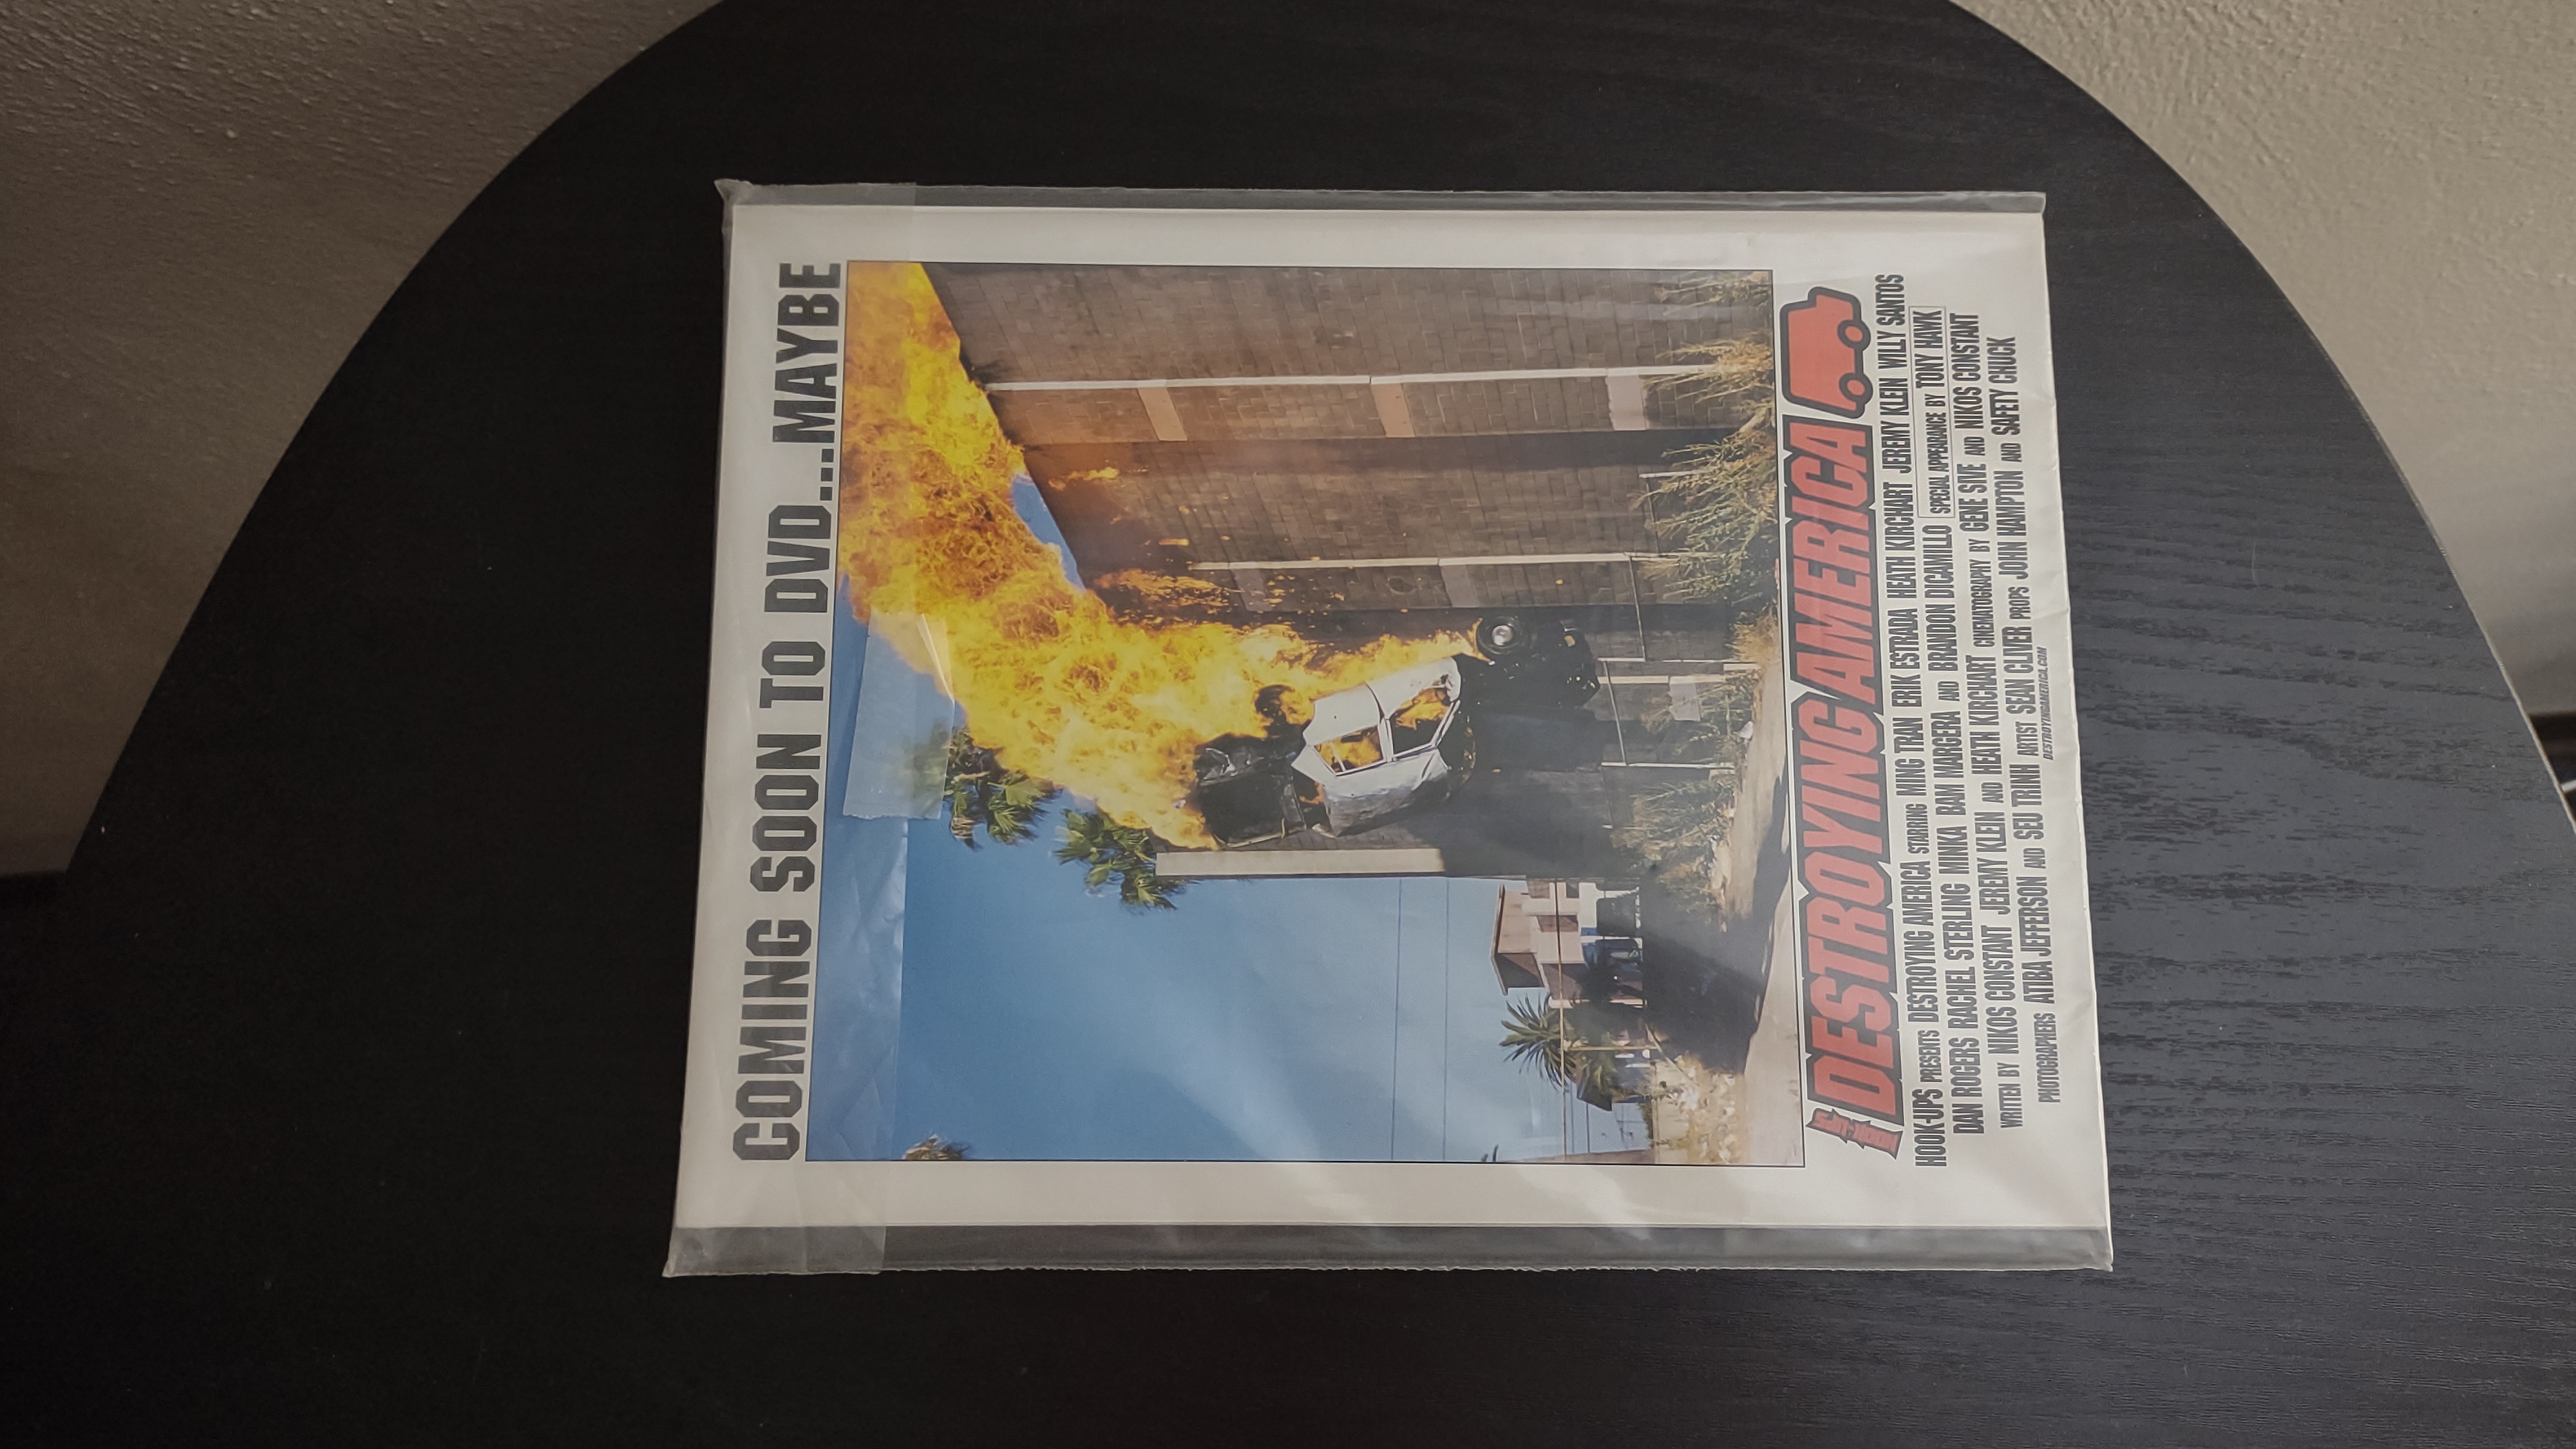 COMING SOON TO DVD...MAYBE
DESTROYING AMERICA
HOOK-UPS PRESENTS DESTROYING AMERICA STARRING MING TRAN ERIK ESTRADA HEATH KIRCHART JEREMY KLEIN WILLY SANTOS
DAN ROGERS RACHEL STERLING MINKA BAM MARGERA AND BRANDON DICAMILLO SPECIAL APPEARANCE BY TONY HAWK
WRITTEN BY NIKOS CONSTANT JEREMY KLEIN AND HEATH KIRCHART CINEMATOGRAPHY BY GENE SIVE AND NIKOS CONSTANT
PHOTOGRAPHERS ATIBA JEFFERSON AND SEU TRINH ARTIST SEAN CLIVER PROPS JOHN HAMPTON AND SAFETY CHUCK
DESTROYINGAMERICA.COM